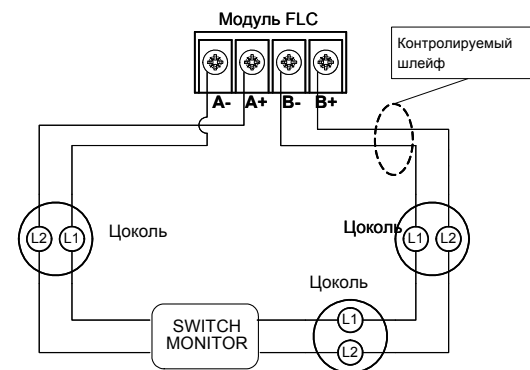 Модуль FLC
Контролируемый
шлейф
A- A+ B- B+
L2 L1 Цоколь
Цоколь L1 L2
Цоколь
SWITCH
MONITOR
L1
L2